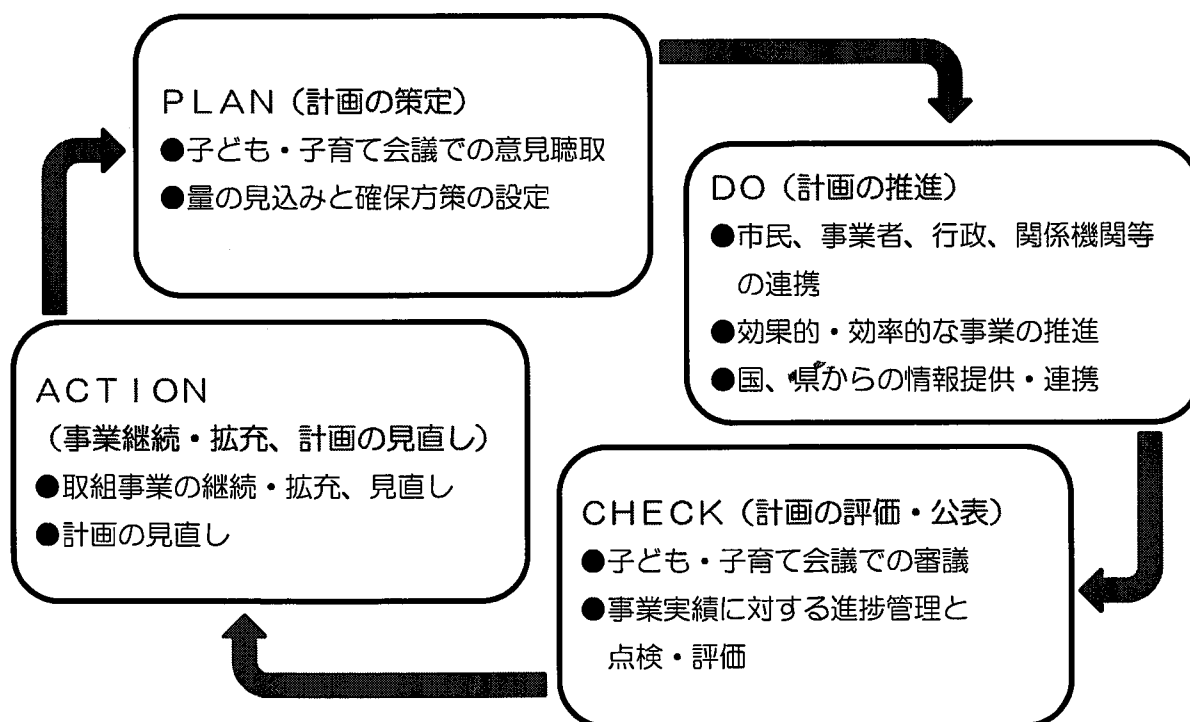 ＰＬＡＮ（計画の策定）
●子ども・子育て会議での意見聴取
●量の見込みと確保方策の設定
ＤＯ（計画の推進）
●市民、事業者、行政、関係機関等
の連携
●効果的・効率的な事業の推進
●国、県からの情報提供・連携
ＣＨＥＣＫ（計画の評価・公表）
●子ども・子育て会議での審議
●事業実績に対する進捗管理と
点検・評価
ＡＣＴＩＯＮ
（事業継続・拡充、計画の見直し）
●取組事業の継続・拡充、見直し
●計画の見直し